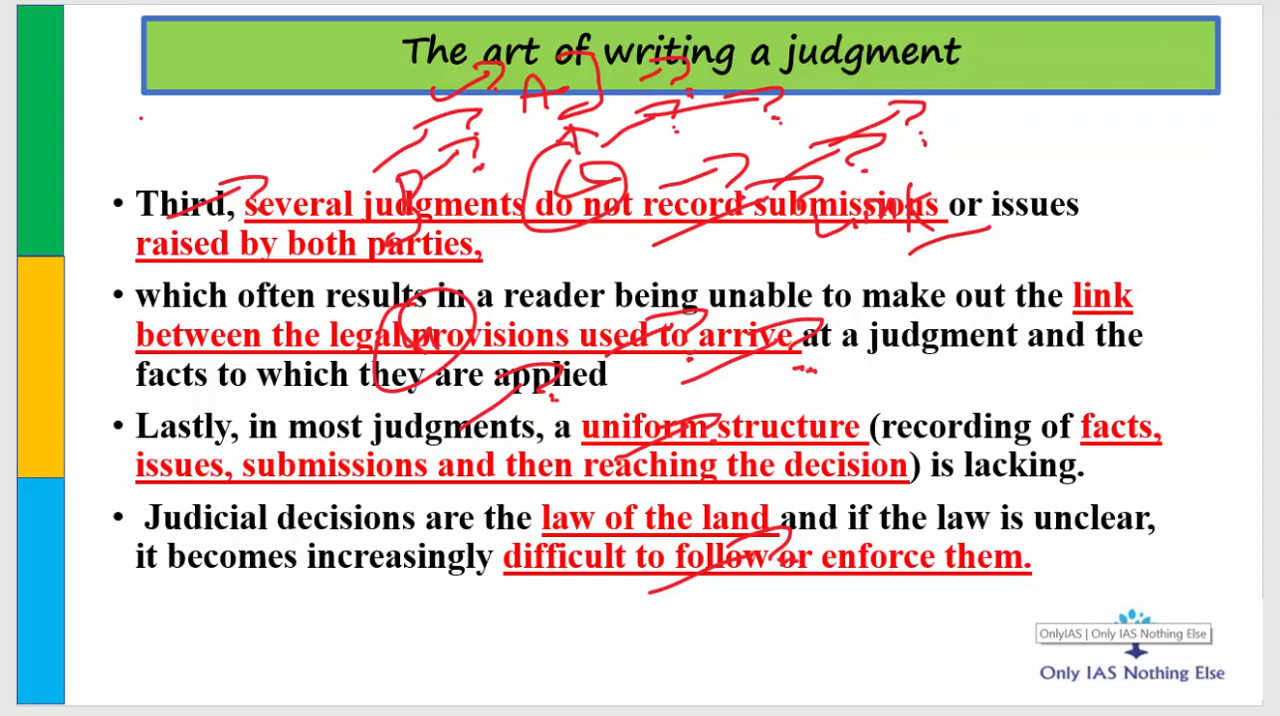 The art of writing a judgment
• Third, several judgments do not record submissions or issues
raised by both parties,
• which often results in a reader being unable to make out the link
between the legal provisions used to arrive at a judgment and the
facts to which they are applied
• Lastly, in most judgments, a uniform structure (recording of facts,
issues, submissions and then reaching the decision) is lacking.
• Judicial decisions are the law of the land and if the law is unclear,
it becomes increasingly difficult to follow or enforce them.
OnlyIAS | Only IAS Nothing Else
Only IAS Nothing Else